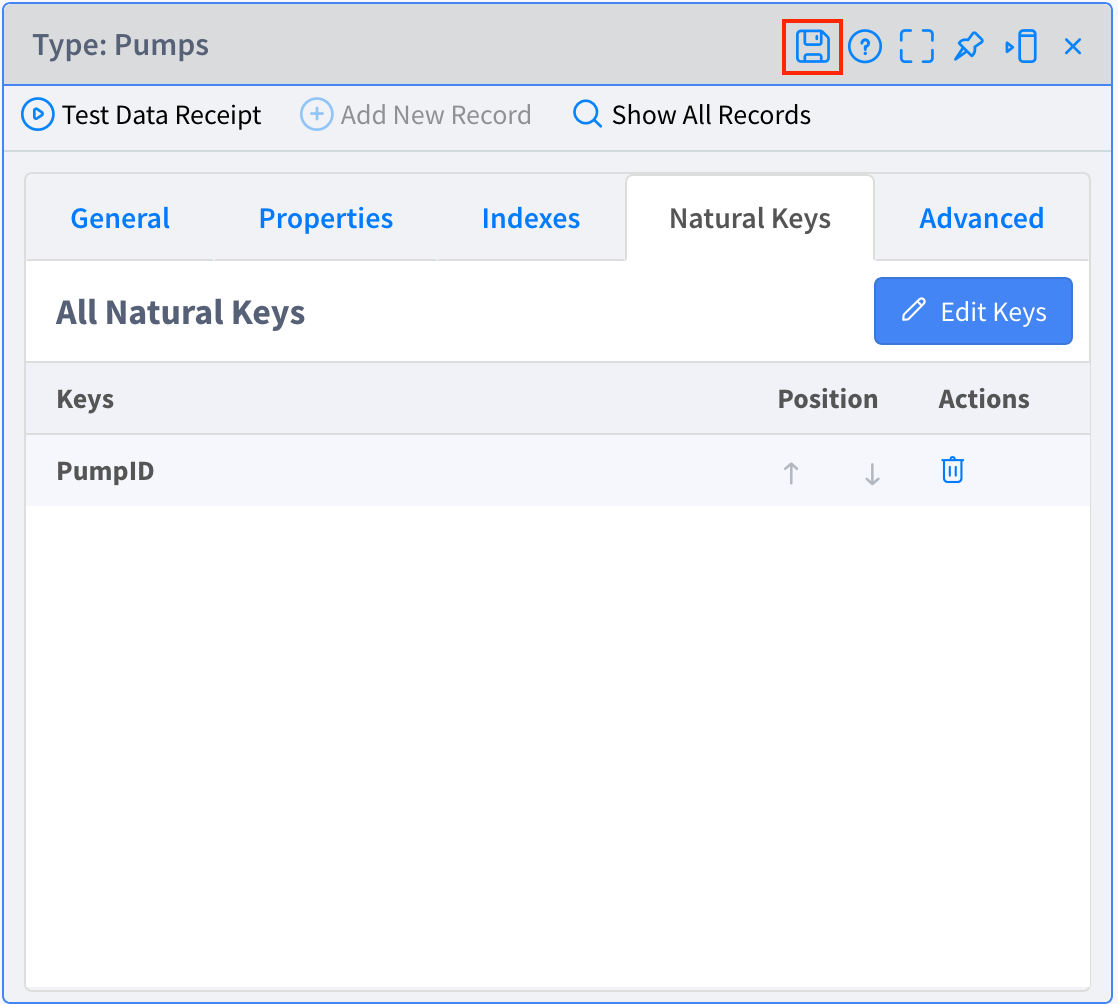 Type: Pumps
Test Data Receipt Add New Record Show All Records
General Properties Indexes Natural Keys Advanced
All Natural Keys Edit Keys
Keys Position Actions
PumpID